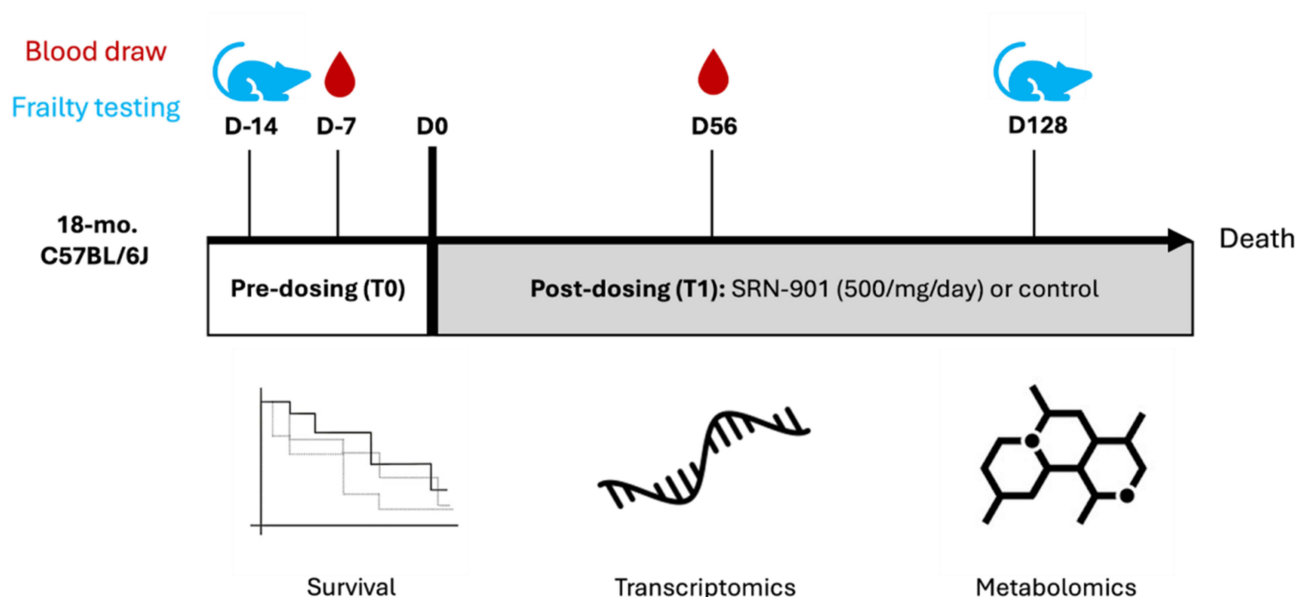 Blood draw
Frailty testing
D-14
D-7
D0
D56
D128
18-mo.
C57BL/6J
Death
Pre-dosing (T0)
Post-dosing (T1): SRN-901 (500/mg/day) or control
Survival
Transcriptomics
Metabolomics